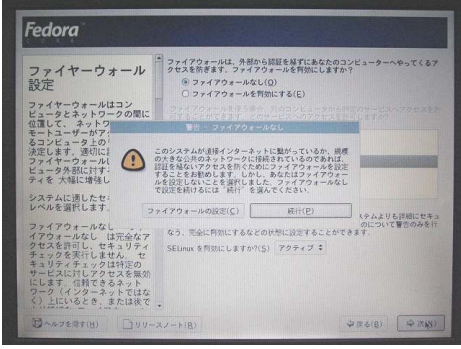 Fedora
CORE
ファイヤーウォール
設定
ファイヤーウォールはコン
ピュータとネットワークの間に
位置して、 ネットワ
モートユーザーがア
るコンピュータ上の
決定します。適切に
ファイヤーウォール
ピュータ外部に対す
ティを 大幅に増強し
システムに適したセ
レベルを選択します。
ファイヤーウォールな
イアウォールなし は完全なア
クセスを許可し、セキュリティ
チェックを実行しません。 セ
キュリティチェックは特定の
サービスに対しアクセスを無効
にします. 信頼できるネット
ワーク (インターネットではな
く) 上にいるとき、または後で
ファイアウォールは、外部から認証を経ずにあなたのコンピューターへやってくるア
クセスを防ぎます。ファイアウォールを有効にしますか?
ファイアウォールなし(O)
ファイアウォールを有効にする(E)
警告 - ファイアウォールなし
このシステムが直接インターネットに繋がっているか、規模
の大きな公共のネットワークに接続されているのであれば、
認証を経ないアクセスを防ぐためにファイアウォールを設定
することをお勧めします. しかし、あなたはファイアウォー
ルを設定しないことを選択しました. ファイアウォールなし
で設定を続けるには "続行" を選んでください.
ファイアウォールの設定(C)
続行(P)
ステムよりも詳細にセキュ
のについて警告のみを行
なう、完全に有効にするなどの状態に設定することができます.
SELinux を有効にしますか?(S)
アクティブ
ヘルプを隠す(H)
リリースノート(R)
戻る(B)
次(N)